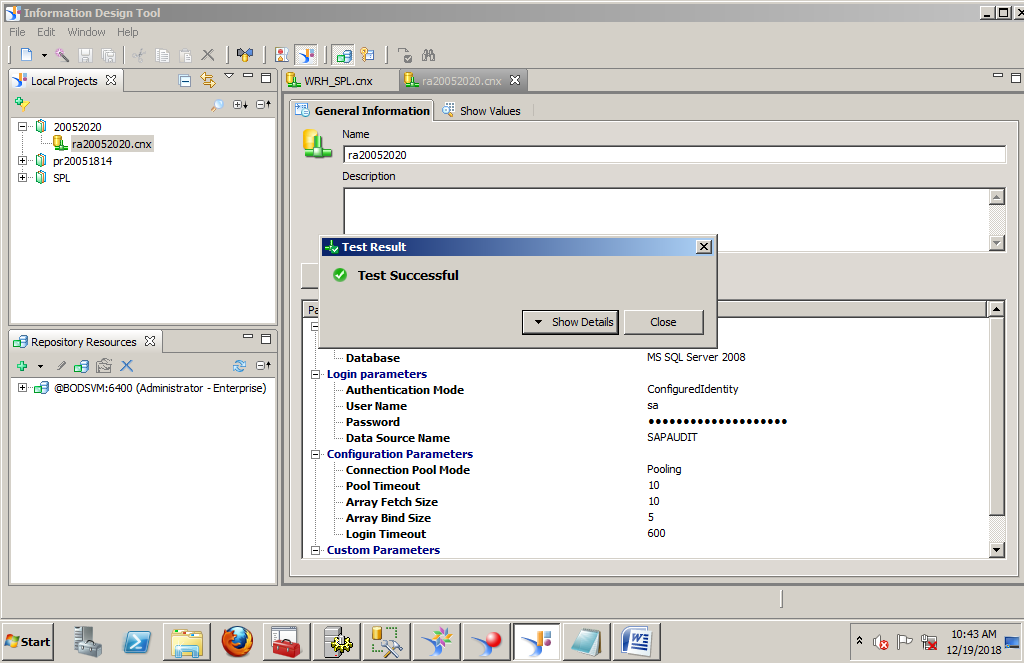 Information Design Tool
File Edit Window Help
Local Projects
WRH_SPL.cnx
ra20052020.cnx
General Information
Show Values
20052020
ra20052020.cnx
pr20051814
SPL
Name
ra20052020
Description
Test Result
Test Successful
Show Details
Close
Pa
Database MS SQL Server 2008
Login parameters
Authentication Mode ConfiguredIdentity
User Name sa
Password ••••••••••••••••••••
Data Source Name SAPAUDIT
Configuration Parameters
Connection Pool Mode Pooling
Pool Timeout 10
Array Fetch Size 10
Array Bind Size 5
Login Timeout 600
Custom Parameters
Repository Resources
@BODSVM:6400 (Administrator - Enterprise)
Start
10:43 AM
12/19/2018